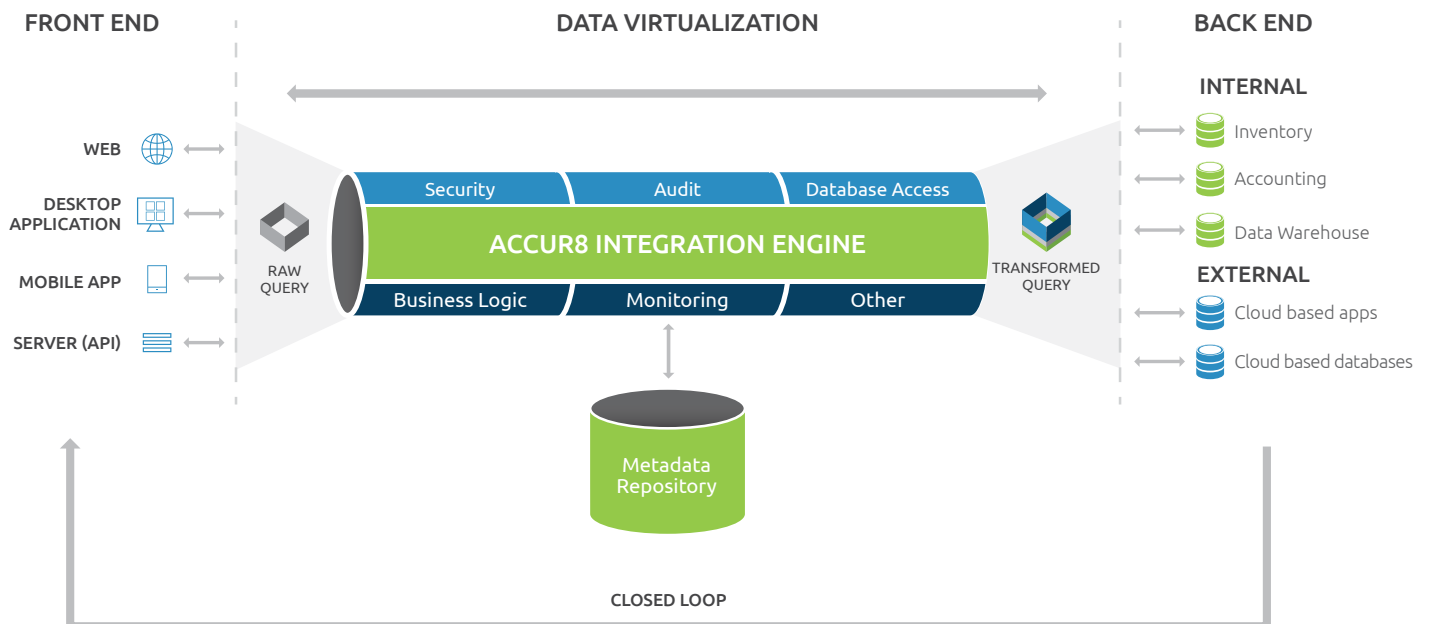 FRONT END
DATA VIRTUALIZATION
BACK END
WEB
DESKTOP
APPLICATION
MOBILE APP
SERVER (API)
RAW
QUERY
Security
Audit
Database Access
ACCUR8 INTEGRATION ENGINE
Business Logic
Monitoring
Other
TRANSFORMED
QUERY
Metadata
Repository
INTERNAL
Inventory
Accounting
Data Warehouse
EXTERNAL
Cloud based apps
Cloud based databases
CLOSED LOOP